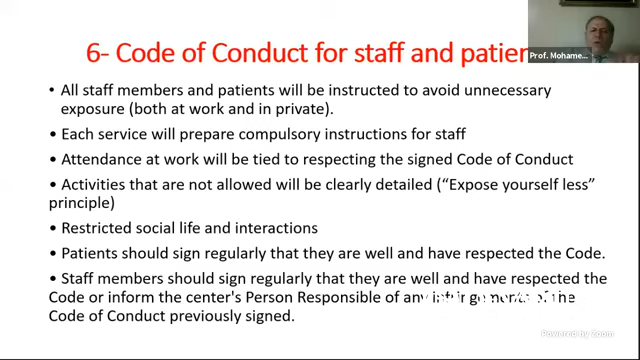 6- Code of Conduct for staff and patien
Prof. Mohame...
• All staff members and patients will be instructed to avoid unnecessary
exposure (both at work and in private).
• Each service will prepare compulsory instructions for staff
• Attendance at work will be tied to respecting the signed Code of Conduct
• Activities that are not allowed will be clearly detailed ("Expose yourself less"
principle)
• Restricted social life and interactions
• Patients should sign regularly that they are well and have respected the Code.
• Staff members should sign regularly that they are well and have respected the
Code or inform the center's Person Responsible of any infringements of the
Code of Conduct previously signed.
Powered by Zoom